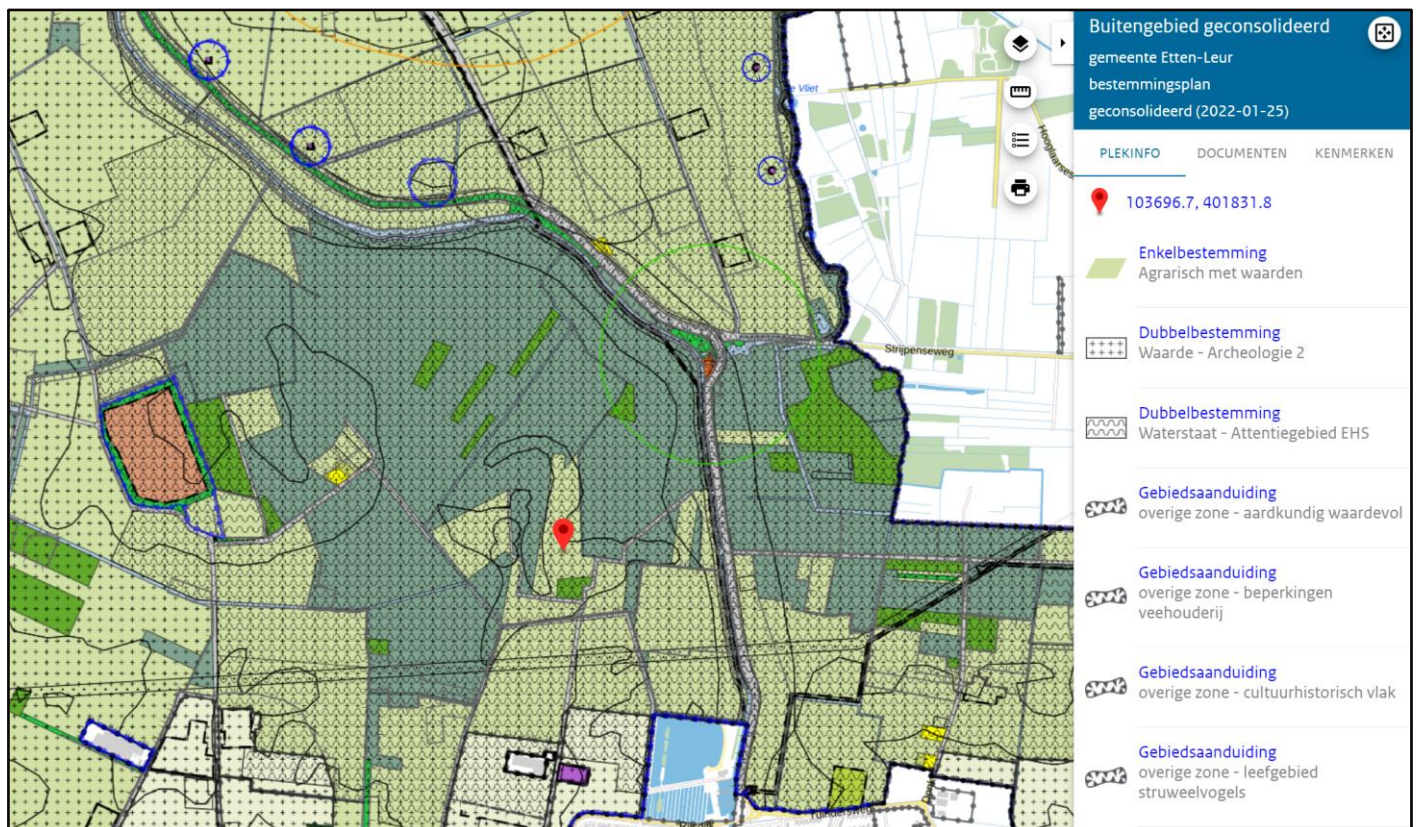 Buitengebied geconsolideerd
gemeente Etten-Leur
bestemmingsplan
geconsolideerd (2022-01-25)
PLEKINFO DOCUMENTEN KENMERKEN
103696.7, 401831.8
Enkelbestemming
Agrarisch met waarden
Dubbelbestemming
Waarde - Archeologie 2
Dubbelbestemming
Waterstaat - Attentiegebied EHS
Gebiedsaanduiding
overige zone - aardkundig waardevol
Gebiedsaanduiding
overige zone - beperkingen
veehouderij
Gebiedsaanduiding
overige zone - cultuurhistorisch vlak
Gebiedsaanduiding
overige zone - leefgebied
struweelvogels
Vliet
Hooglaarses
Strijpenseweg